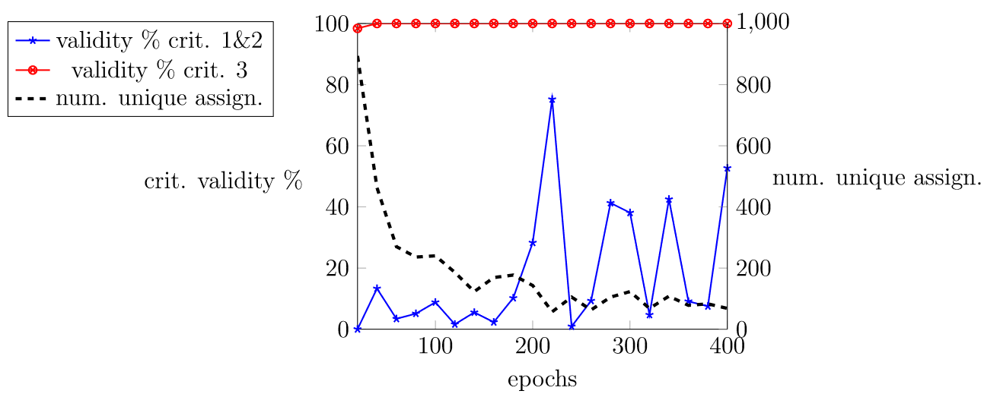 validity % crit. 1&2
validity % crit. 3
num. unique assign.
100
80
60
40
20
0
crit. validity %
1,000
800
600
400
200
0
num. unique assign.
100 200 300 400
epochs